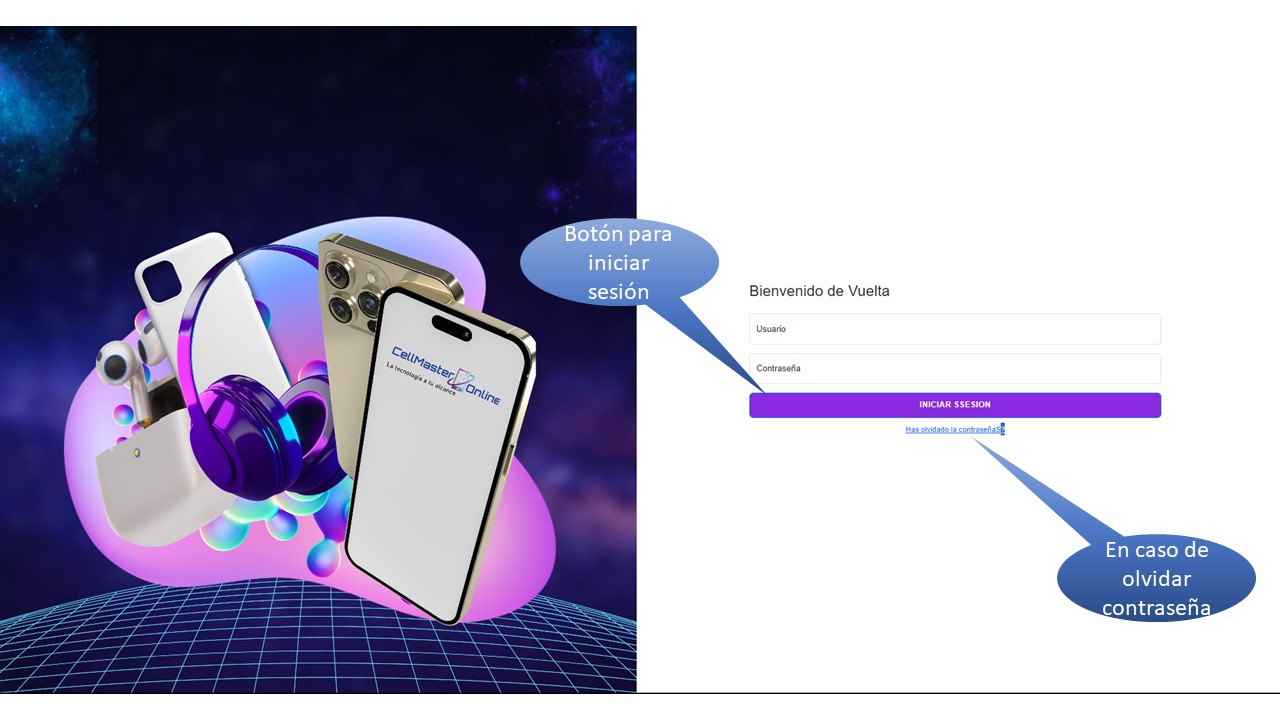 Botón para
iniciar
sesión
CellMaster Online
La tecnología a tu alcance
Bienvenido de Vuelta
Usuario
Contraseña
INICIAR SSESION
Has olvidado la contraseñaS?
En caso de
olvidar
contraseña